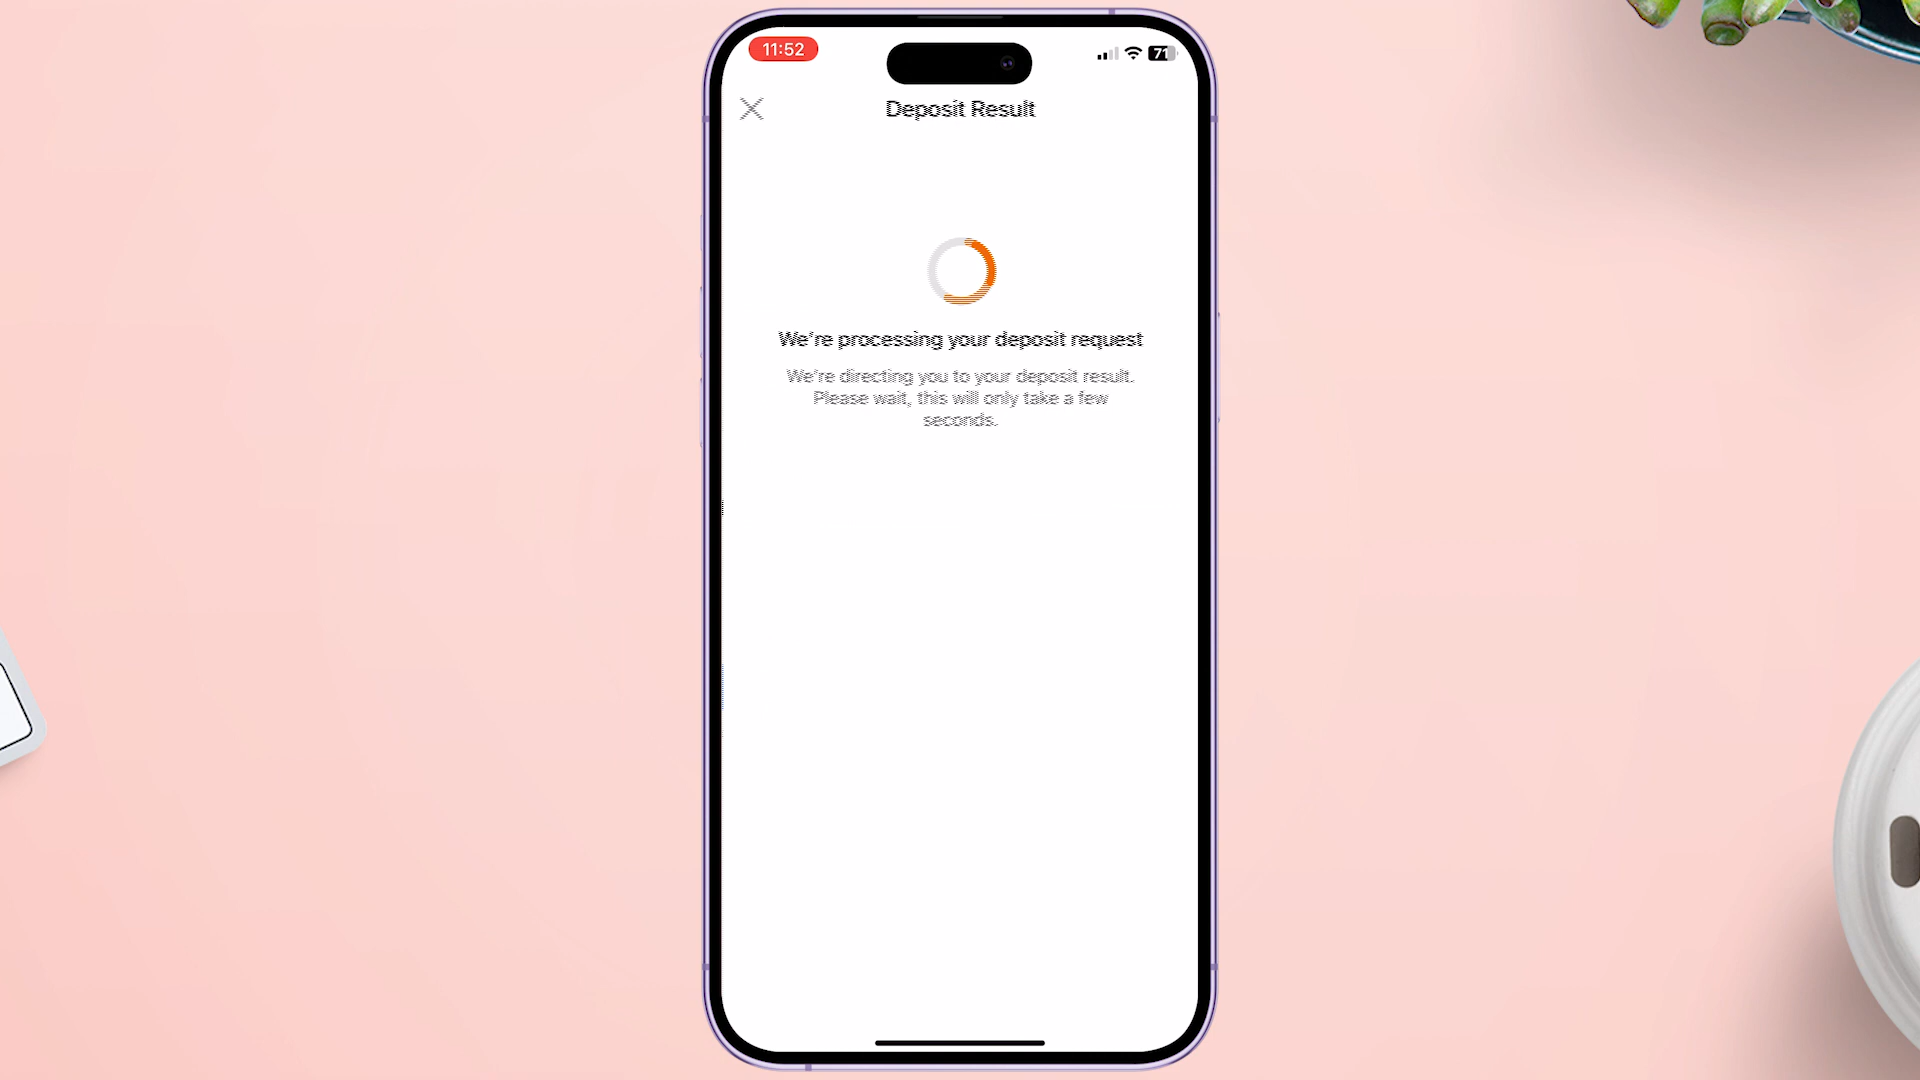 11:52
71
Deposit Result
We're processing your deposit request
We're directing you to your deposit result.
Please wait, this will only take a few
seconds.